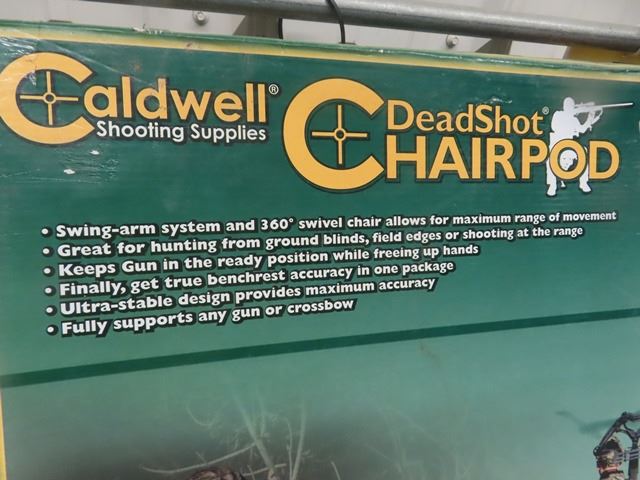 Caldwell®
Shooting Supplies
DeadShot®
CHAIRPOD
• Swing-arm system and 360° swivel chair allows for maximum range of movement
• Great for hunting from ground blinds, field edges or shooting at the range
• Keeps Gun in the ready position while freeing up hands
• Finally, get true benchrest accuracy in one package
• Ultra-stable design provides maximum accuracy
• Fully supports any gun or crossbow